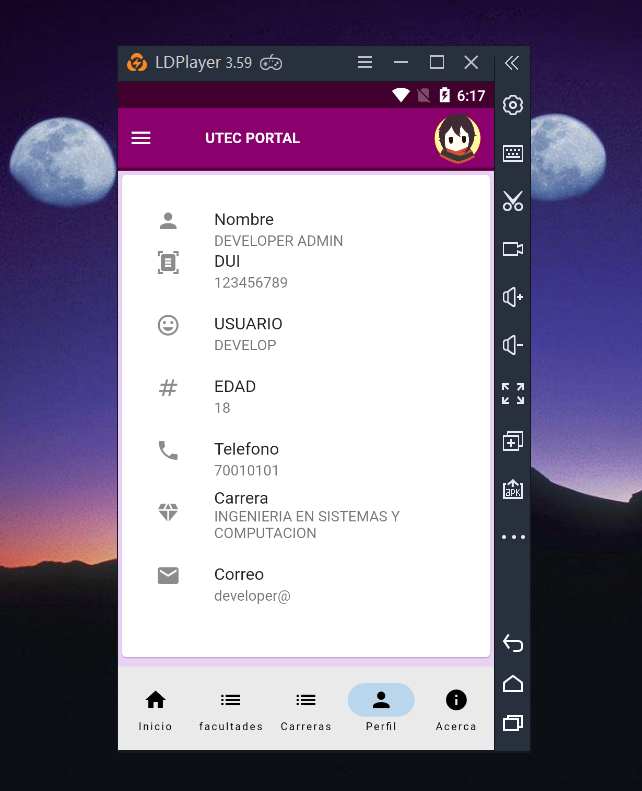 LDPlayer 3.59
6:17
UTEC PORTAL
Nombre
DEVELOPER ADMIN
DUI
123456789
USUARIO
DEVELOP
EDAD
18
Telefono
70010101
Carrera
INGENIERIA EN SISTEMAS Y
COMPUTACION
Correo
developer@
APK
Inicio facultades Carreras Perfil Acerca